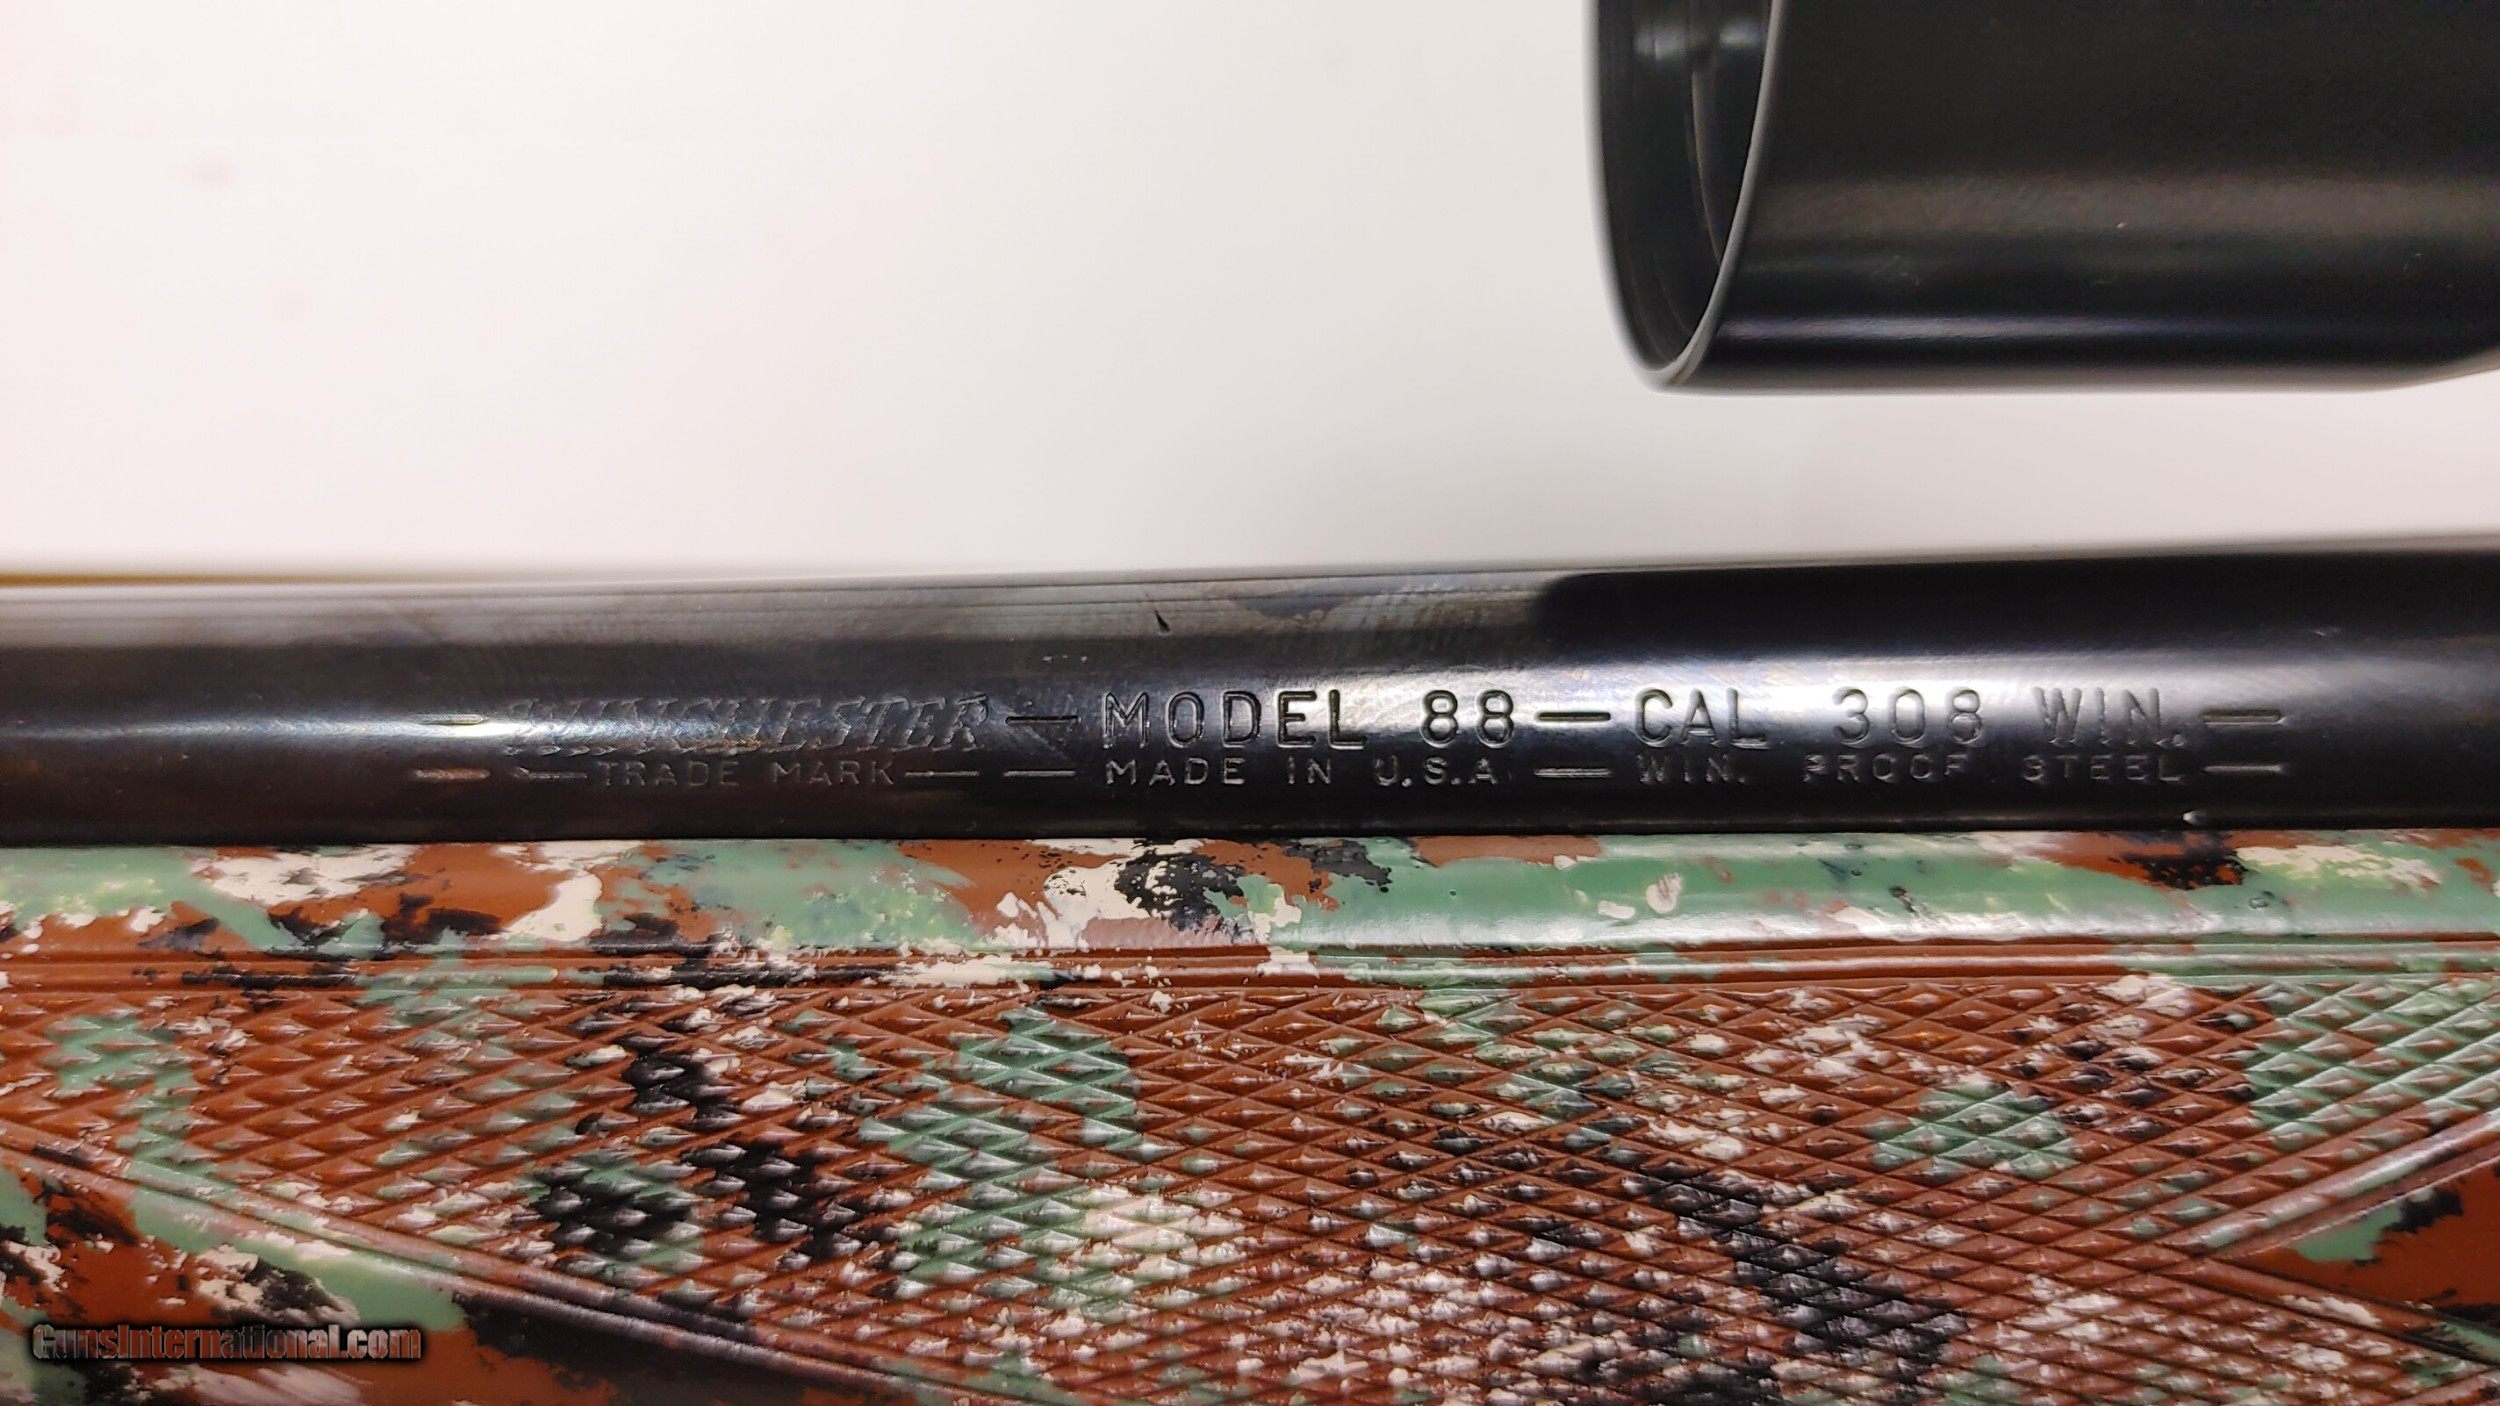 WINCHESTER — MODEL 88 — CAL 308 WIN. —
— — TRADE MARK — — MADE IN U.S.A — WIN. PROOF STEEL —
GunsInternational.com